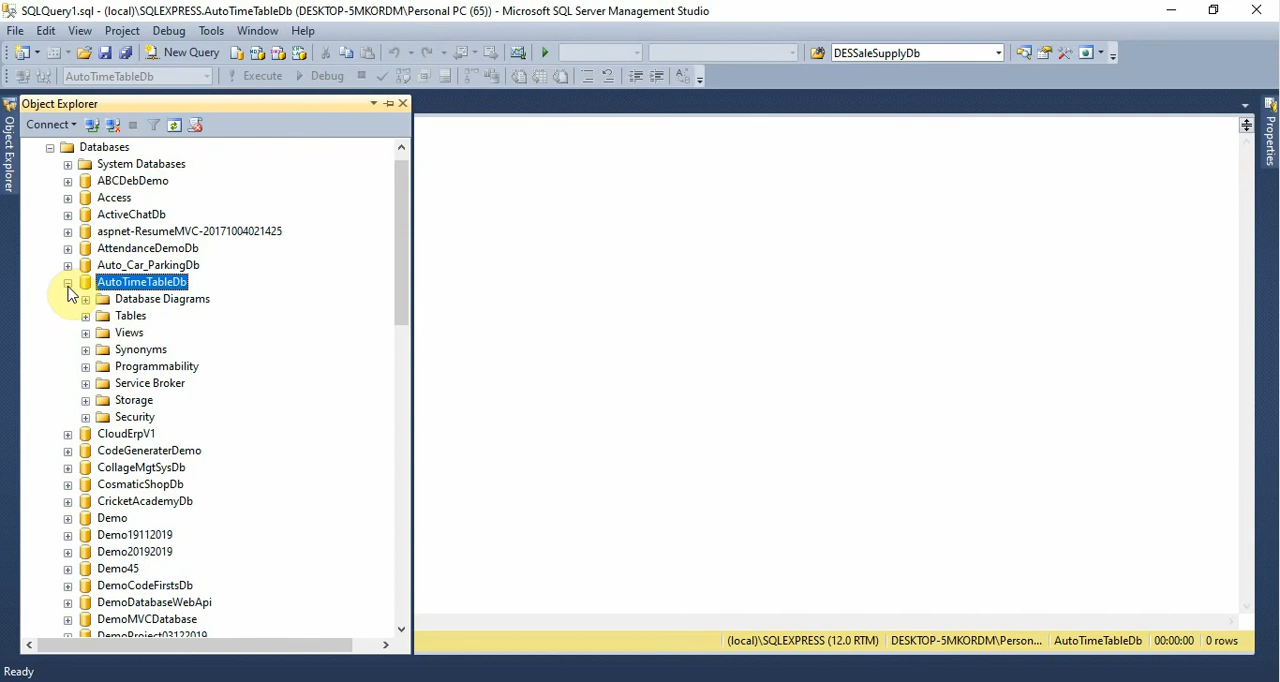 SQLQuery1.sql - (local)\SQLEXPRESS.AutoTimeTableDb (DESKTOP-5MKORDM\Personal PC (65)) - Microsoft SQL Server Management Studio
File Edit View Project Debug Tools Window Help
New Query DESSaleSupplyDb
AutoTimeTableDb Execute Debug
Object Explorer
Connect
Object Explorer
Properties
Databases
System Databases
ABCDebDemo
Access
ActiveChatDb
aspnet-ResumeMVC-20171004021425
AttendanceDemoDb
Auto_Car_ParkingDb
AutoTimeTableDb
Database Diagrams
Tables
Views
Synonyms
Programmability
Service Broker
Storage
Security
CloudErpV1
CodeGeneraterDemo
CollageMgtSysDb
CosmaticShopDb
CricketAcademyDb
Demo
Demo19112019
Demo20192019
Demo45
DemoCodeFirstsDb
DemoDatabaseWebApi
DemoMVCDatabase
DemoProject03122019
(local)\SQLEXPRESS (12.0 RTM) DESKTOP-5MKORDM\Person... AutoTimeTableDb 00:00:00 0 rows
Ready